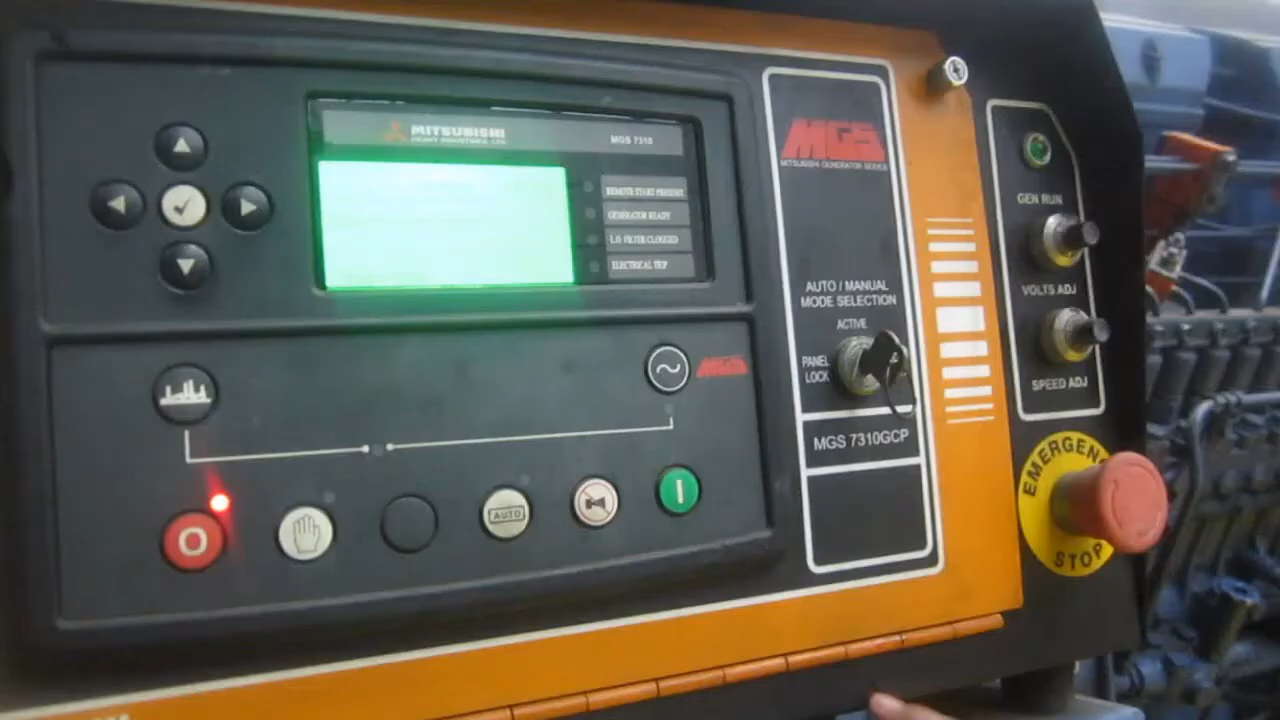 MITSUBISHI
HEAVY INDUSTRIES, LTD.
MGS 7310
REMOTE START PRESENT
GENERATOR READY
L.O. FILTER CLOGGED
ELECTRICAL TRIP
MGS
MITSUBISHI GENERATOR SERIES
AUTO / MANUAL
MODE SELECTION
ACTIVE
PANEL
LOCK
MGS 7310GCP
GEN RUN
VOLTS ADJ
SPEED ADJ
EMERGENCY
STOP
MGS
O
AUTO
I